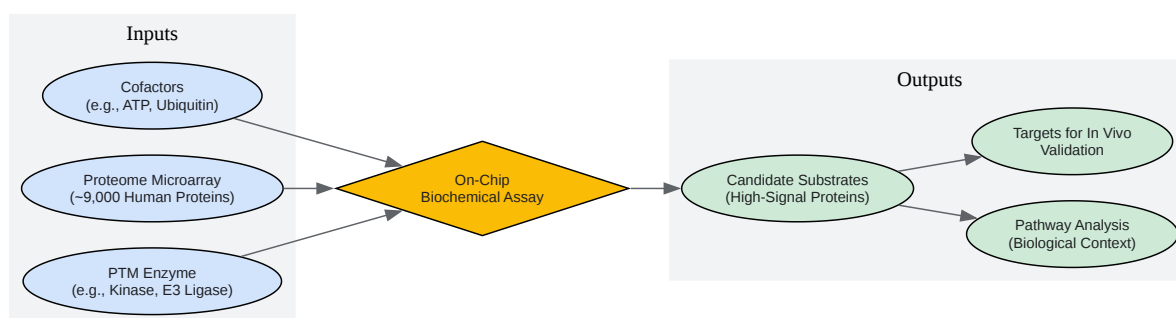 Inputs
Cofactors
(e.g., ATP, Ubiquitin)
Proteome Microarray
(~9,000 Human Proteins)
PTM Enzyme
(e.g., Kinase, E3 Ligase)
On-Chip
Biochemical Assay
Outputs
Candidate Substrates
(High-Signal Proteins)
Targets for In Vivo
Validation
Pathway Analysis
(Biological Context)